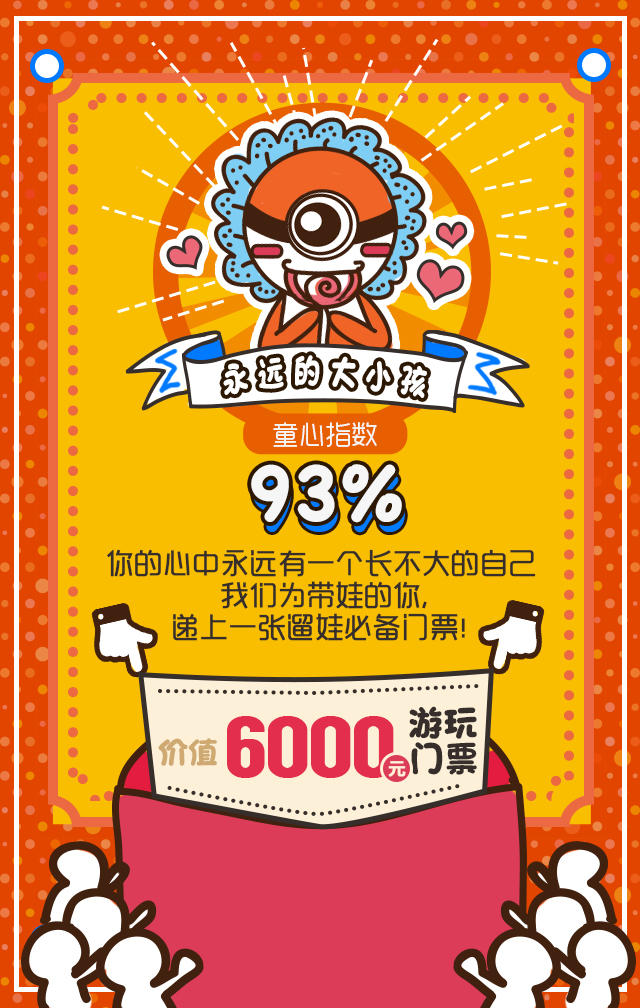 永远的大小孩
童心指数
93%
你的心中永远有一个长不大的自己
我们为带娃的你,
递上一张遛娃必备门票!
价值6000元游玩门票